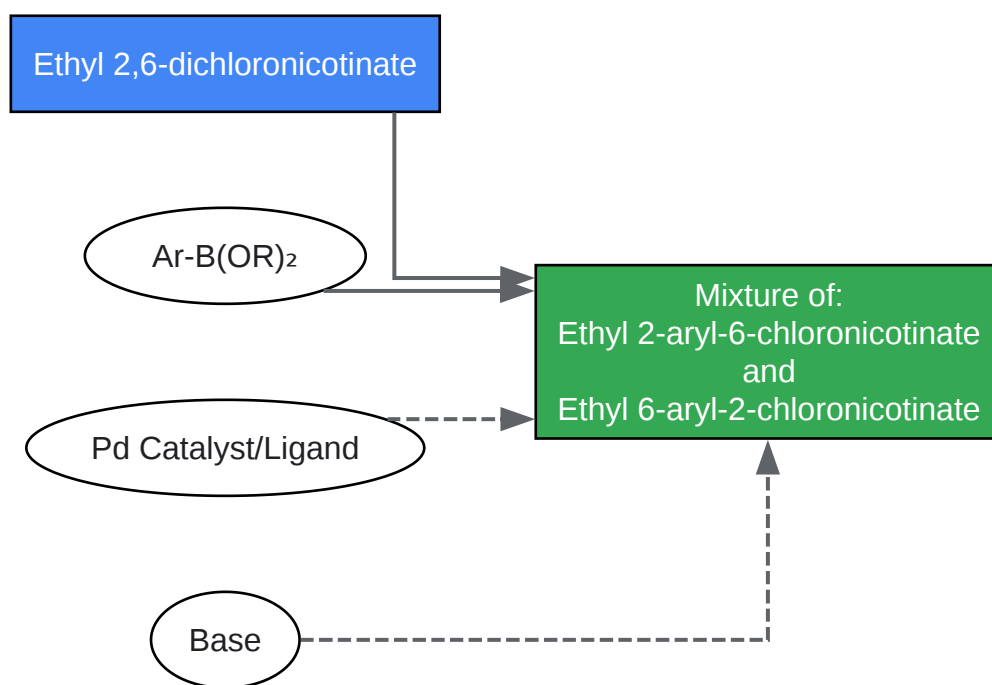 Ethyl 2,6-dichloronicotinate
Ar-B(OR)₂
Mixture of:
Ethyl 2-aryl-6-chloronicotinate
and
Ethyl 6-aryl-2-chloronicotinate
Pd Catalyst/Ligand
Base